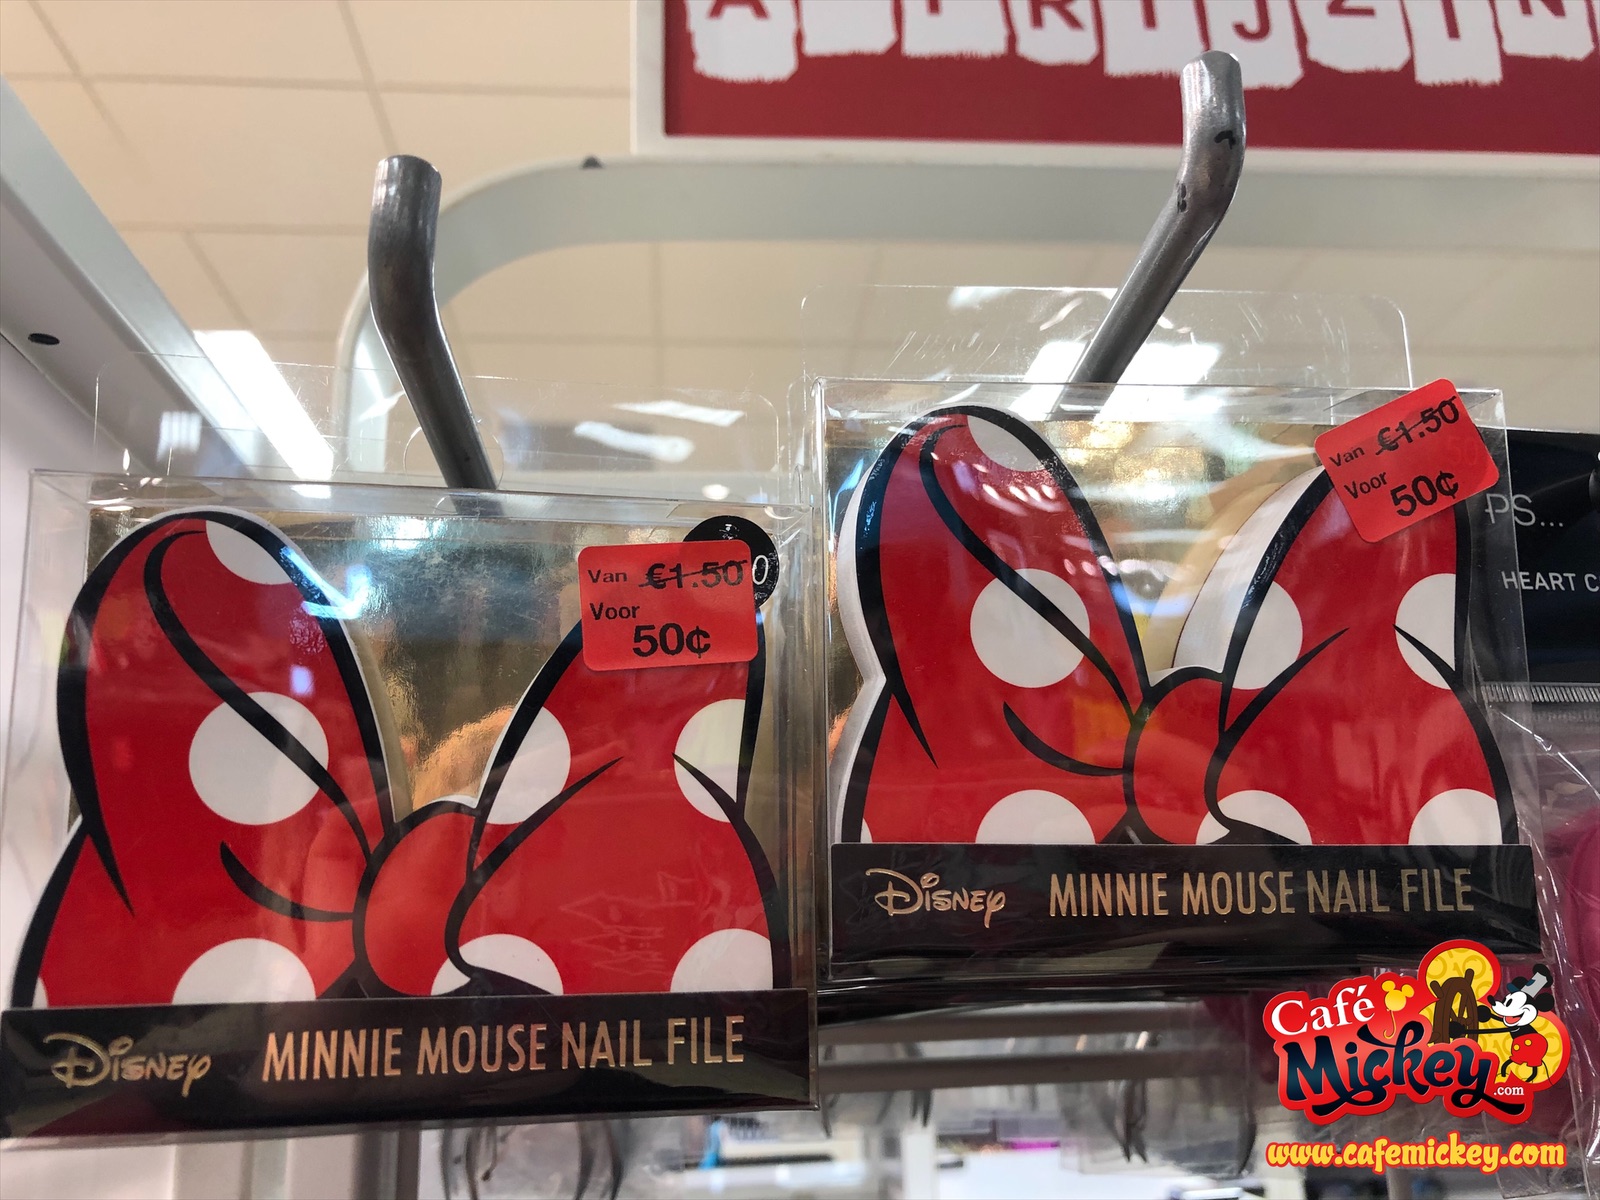 Van €1.50
Voor
50¢
Van €1.50
Voor 50¢
PS...
HEART C
DISNEY MINNIE MOUSE NAIL FILE
DISNEY MINNIE MOUSE NAIL FILE
Café
Mickey
.com
www.cafemickey.com